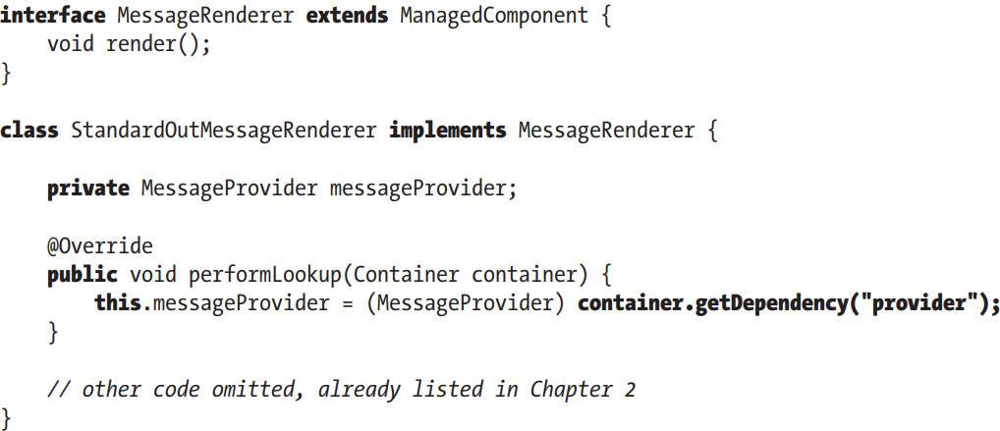 interface MessageRenderer extends ManagedComponent {
    void render();
}

class StandardOutMessageRenderer implements MessageRenderer {

    private MessageProvider messageProvider;

    @Override
    public void performLookup(Container container) {
        this.messageProvider = (MessageProvider) container.getDependency("provider");
    }

    // other code omitted, already listed in Chapter 2
}